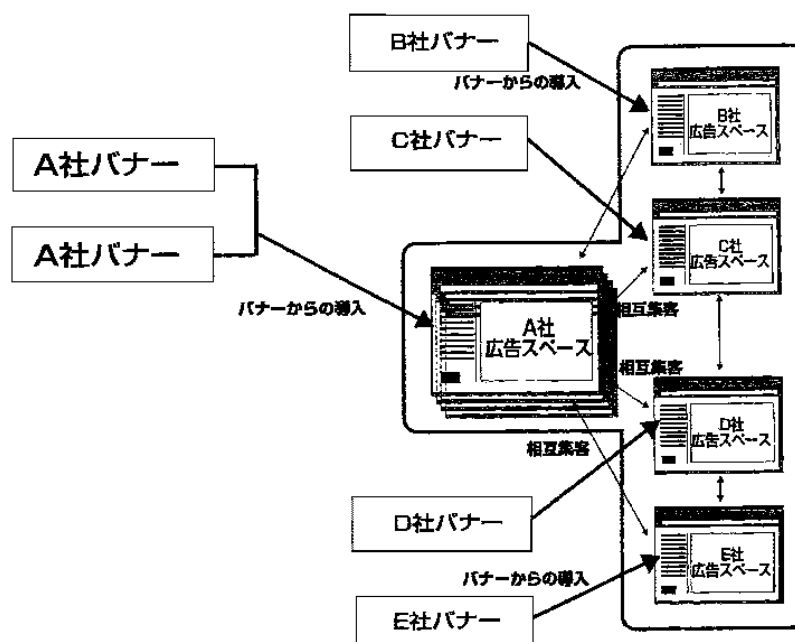 B社バナー
バナーからの導入
B社
広告スペース
C社バナー
A社バナー
A社バナー
C社
広告スペース
バナーからの導入
相互集客
A社
広告スペース
相互集客
D社
広告スペース
相互集客
D社バナー
E社
広告スペース
バナーからの導入
E社バナー